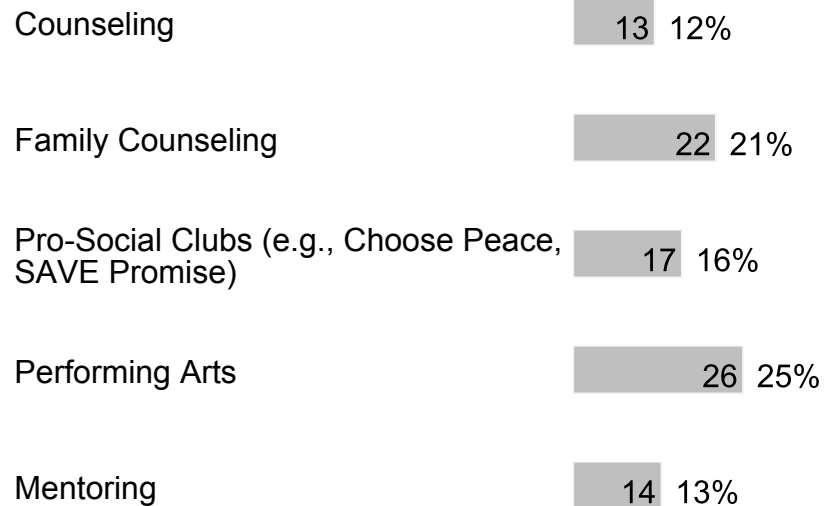 Counseling 13 12%
Family Counseling 22 21%
Pro-Social Clubs (e.g., Choose Peace,
SAVE Promise) 17 16%
Performing Arts 26 25%
Mentoring 14 13%